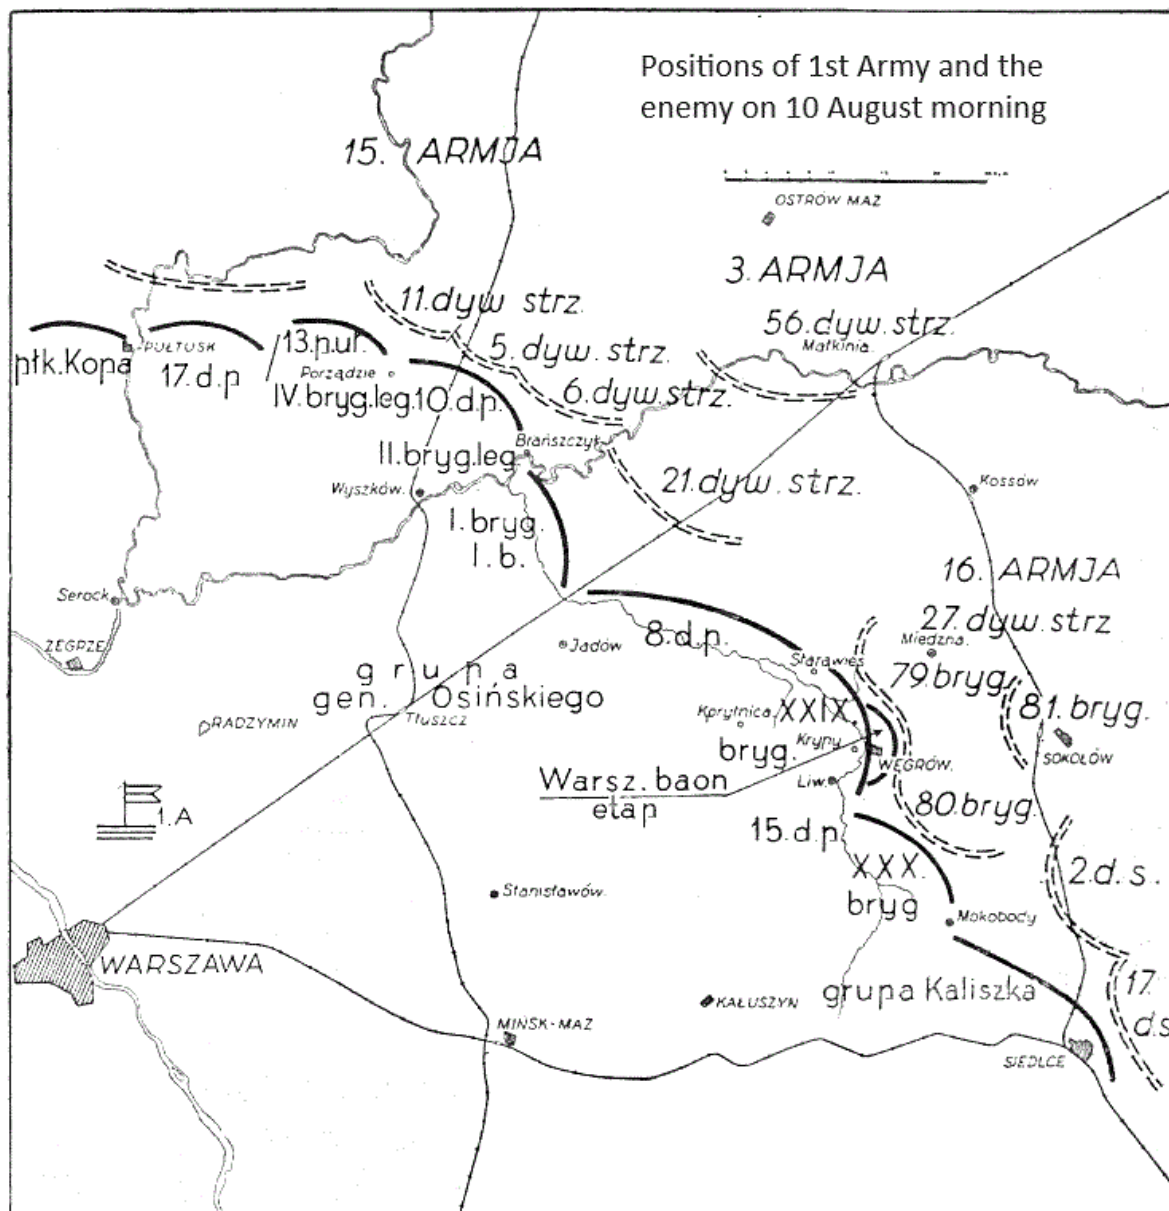 Positions of 1st Army and the
enemy on 10 August morning
15. ARMJA
OSTRÓW MAZ
3. ARMJA
11.dyw strz.
56.dyw.strz.
Małkinia.
5. dyw. strz.
6.dyw.strz.
płk.Kopa
PUŁTUSK
17.d.p
13.p.uł.
Porządzie
IV.bryg.leg.
10.d.p.
Brańszczyk
II.bryg.leg
Wyszków.
21.dyw.strz.
Kossów
I.bryg.
l.b.
16. ARMJA
27.dyw.strz
Serock
ZEGRZE
Jadów
8.d.p.
Miedzna.
Starawieś
79.bryg.
grupa
gen. Osińskiego
RADZYMIN
Tłuszcz
XXIX
bryg.
Krypy
81.bryg.
SOKOŁÓW
WĘGRÓW.
Liw.
Warsz. baon
etap
80.bryg.
1.A
15.d.p.
XXX.
bryg
2.d.s.
Stanisławów.
Mokobody
WARSZAWA
grupa Kaliszka
17.
d.s
KAŁUSZYN
MIŃSK-MAZ
SIEDLCE